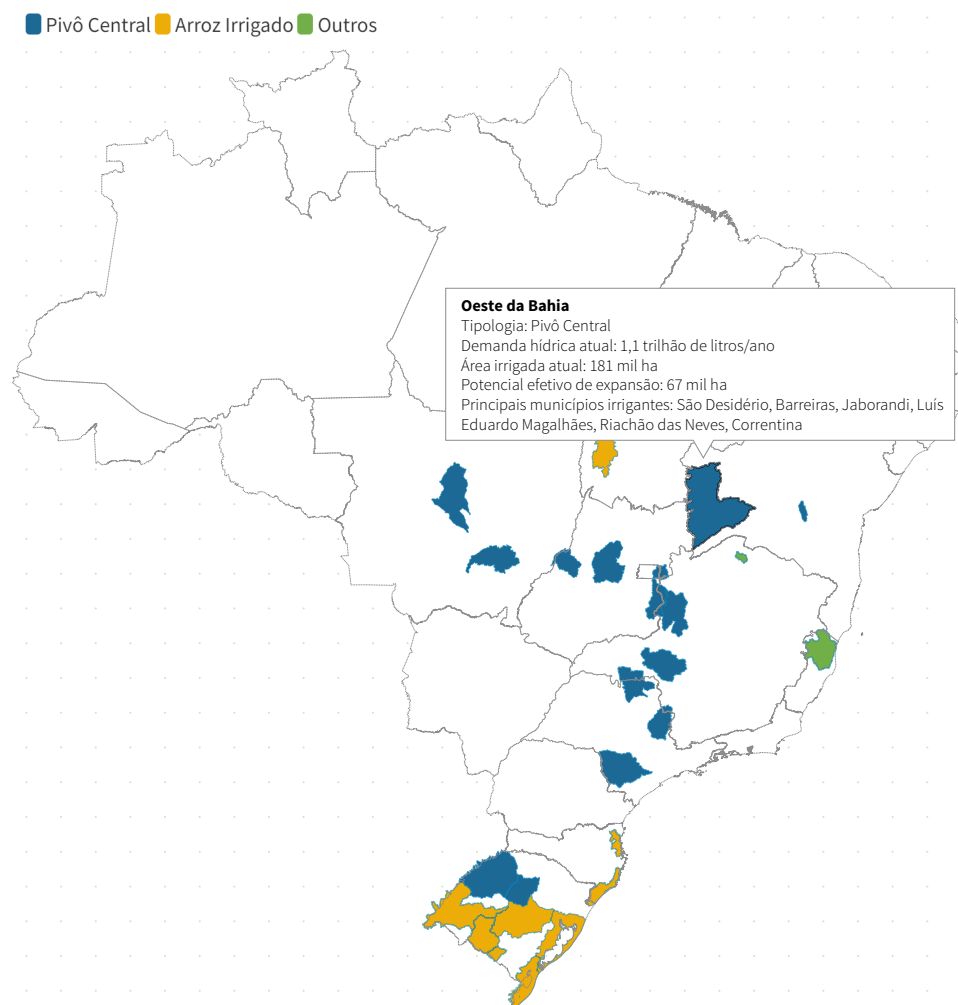 Pivô Central Arroz Irrigado Outros
Oeste da Bahia
Tipologia: Pivô Central
Demanda hídrica atual: 1,1 trilhão de litros/ano
Área irrigada atual: 181 mil ha
Potencial efetivo de expansão: 67 mil ha
Principais municípios irrigantes: São Desidério, Barreiras, Jaborandi, Luís
Eduardo Magalhães, Riachão das Neves, Correntina